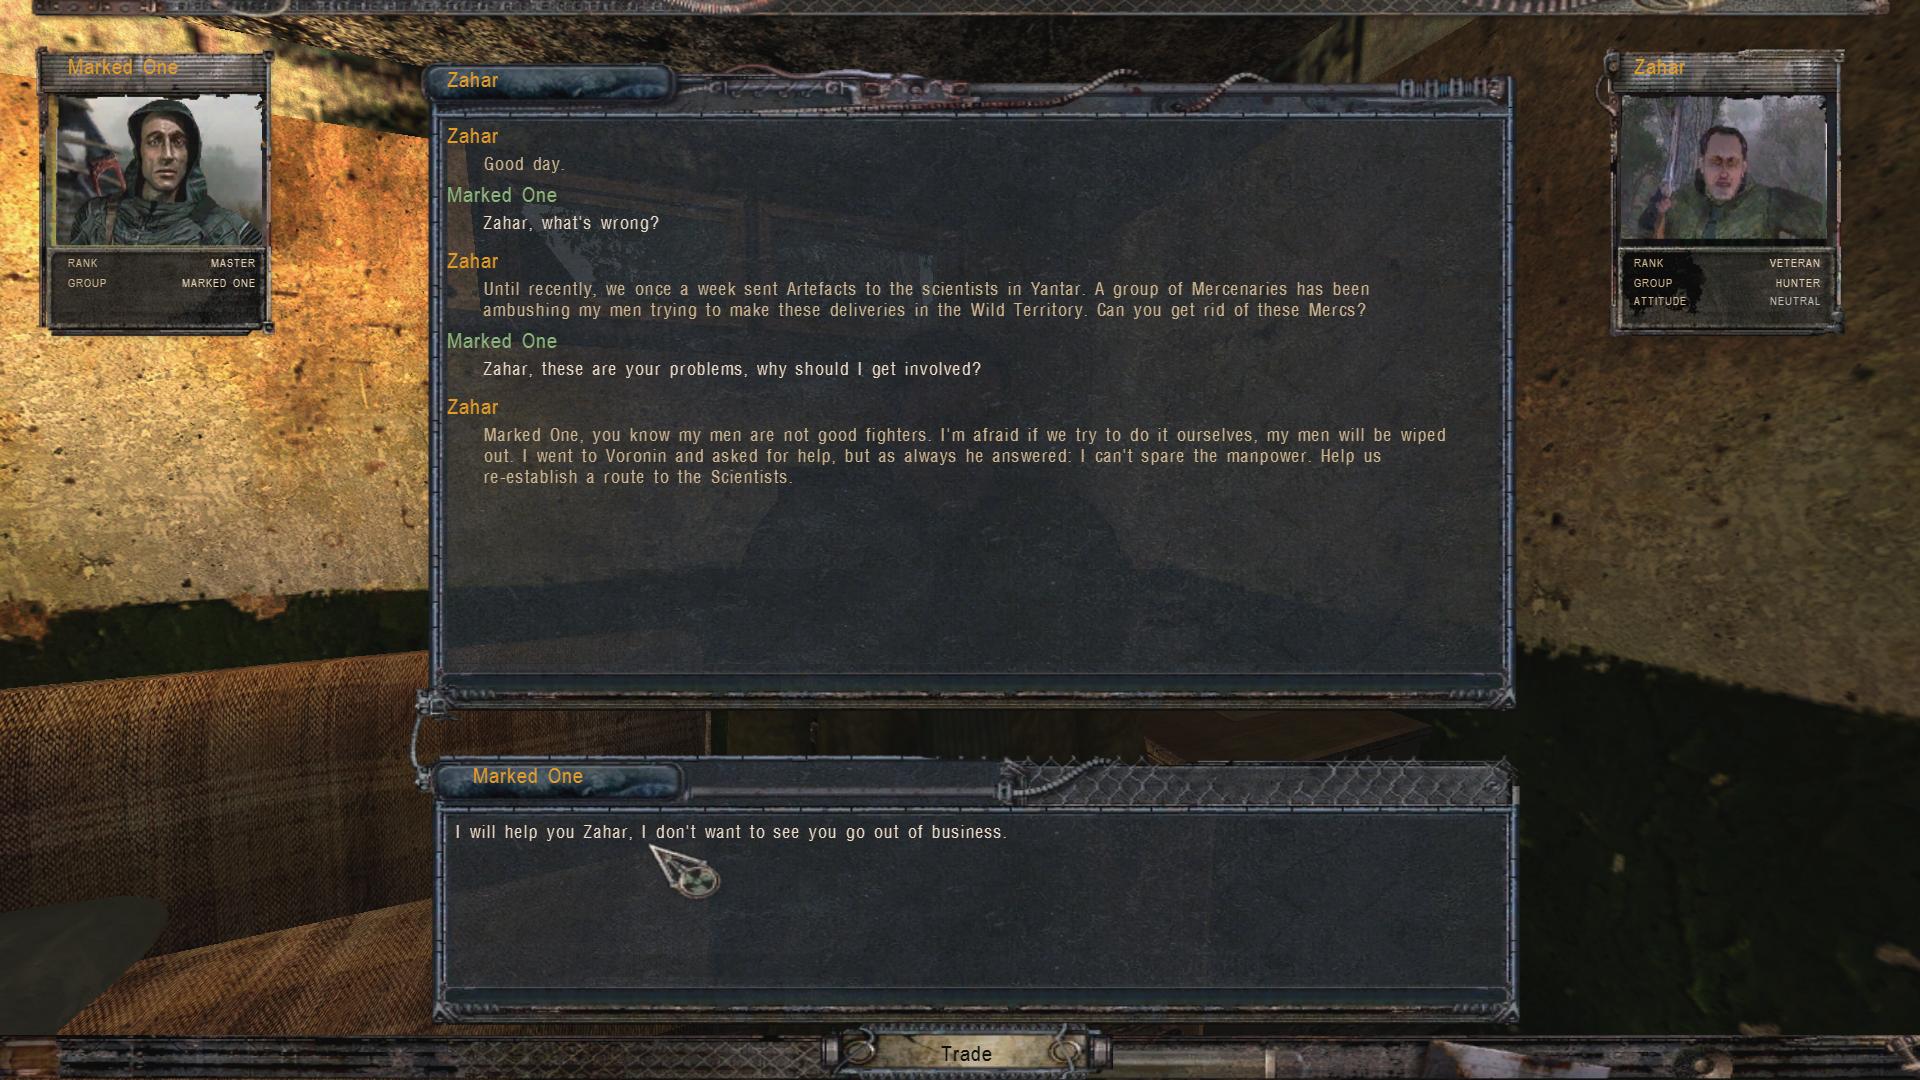 Marked One
RANK MASTER
GROUP MARKED ONE
Zahar
Zahar
Good day.
Marked One
Zahar, what's wrong?
Zahar
Until recently, we once a week sent Artefacts to the scientists in Yantar. A group of Mercenaries has been
ambushing my men trying to make these deliveries in the Wild Territory. Can you get rid of these Mercs?
Marked One
Zahar, these are your problems, why should I get involved?
Zahar
Marked One, you know my men are not good fighters. I'm afraid if we try to do it ourselves, my men will be wiped
out. I went to Voronin and asked for help, but as always he answered: I can't spare the manpower. Help us
re-establish a route to the Scientists.
Zahar
RANK VETERAN
GROUP HUNTER
ATTITUDE NEUTRAL
Marked One
I will help you Zahar, I don't want to see you go out of business.
Trade